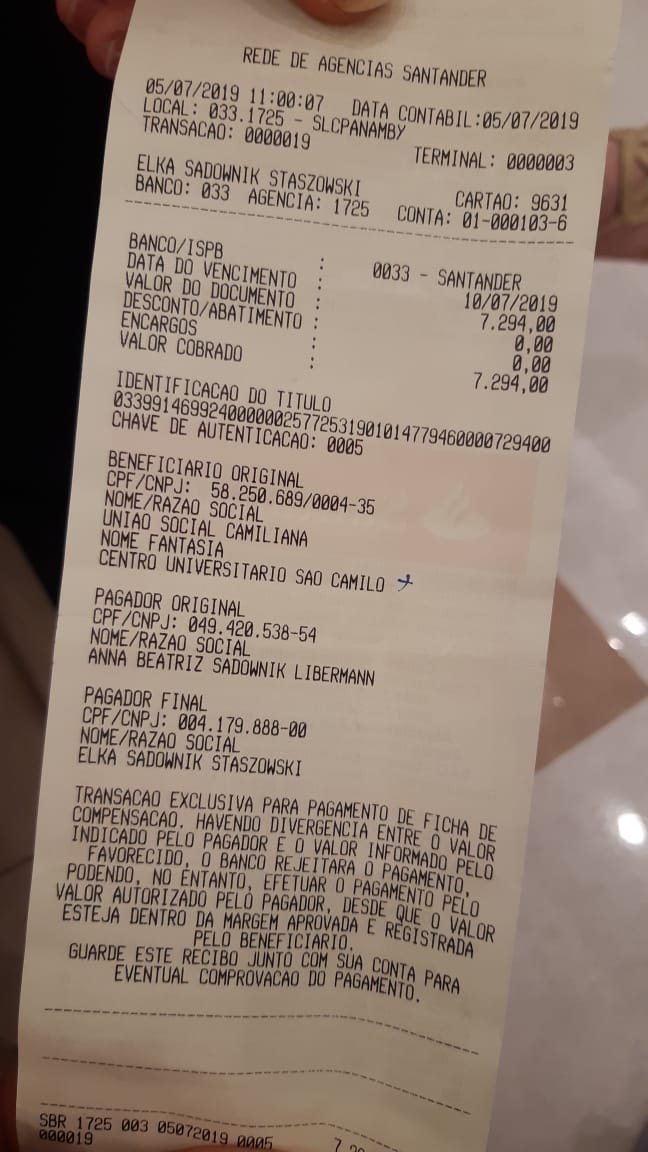 REDE DE AGENCIAS SANTANDER
05/07/2019 11:00:07 DATA CONTABIL:05/07/2019
LOCAL: 033.1725 - SLCPANAMBY
TRANSACAO: 0000019 TERMINAL: 0000003
ELKA SADOWNIK STASZOWSKI CARTAO: 9631
BANCO: 033 AGENCIA: 1725 CONTA: 01-000103-6
BANCO/ISPB : 0033 - SANTANDER
DATA DO VENCIMENTO : 10/07/2019
VALOR DO DOCUMENTO : 7.294,00
DESCONTO/ABATIMENTO : 0,00
ENCARGOS : 0,00
VALOR COBRADO : 7.294,00
IDENTIFICACAO DO TITULO
03399146992400000025772531901014779460000729400
CHAVE DE AUTENTICACAO: 0005
BENEFICIARIO ORIGINAL
CPF/CNPJ: 58.250.689/0004-35
NOME/RAZAO SOCIAL
UNIAO SOCIAL CAMILIANA
NOME FANTASIA
CENTRO UNIVERSITARIO SAO CAMILO
PAGADOR ORIGINAL
CPF/CNPJ: 049.420.538-54
NOME/RAZAO SOCIAL
ANNA BEATRIZ SADOWNIK LIBERMANN
PAGADOR FINAL
CPF/CNPJ: 004.179.888-00
NOME/RAZAO SOCIAL
ELKA SADOWNIK STASZOWSKI
TRANSACAO EXCLUSIVA PARA PAGAMENTO DE FICHA DE
COMPENSACAO. HAVENDO DIVERGENCIA ENTRE O VALOR
INDICADO PELO PAGADOR E O VALOR INFORMADO PELO
FAVORECIDO, O BANCO REJEITARA O PAGAMENTO,
PODENDO, NO ENTANTO, EFETUAR O PAGAMENTO PELO
VALOR AUTORIZADO PELO PAGADOR, DESDE QUE O VALOR
ESTEJA DENTRO DA MARGEM APROVADA E REGISTRADA
PELO BENEFICIARIO.
GUARDE ESTE RECIBO JUNTO COM SUA CONTA PARA
EVENTUAL COMPROVACAO DO PAGAMENTO.
SBR 1725 003 05072019 0005
000019